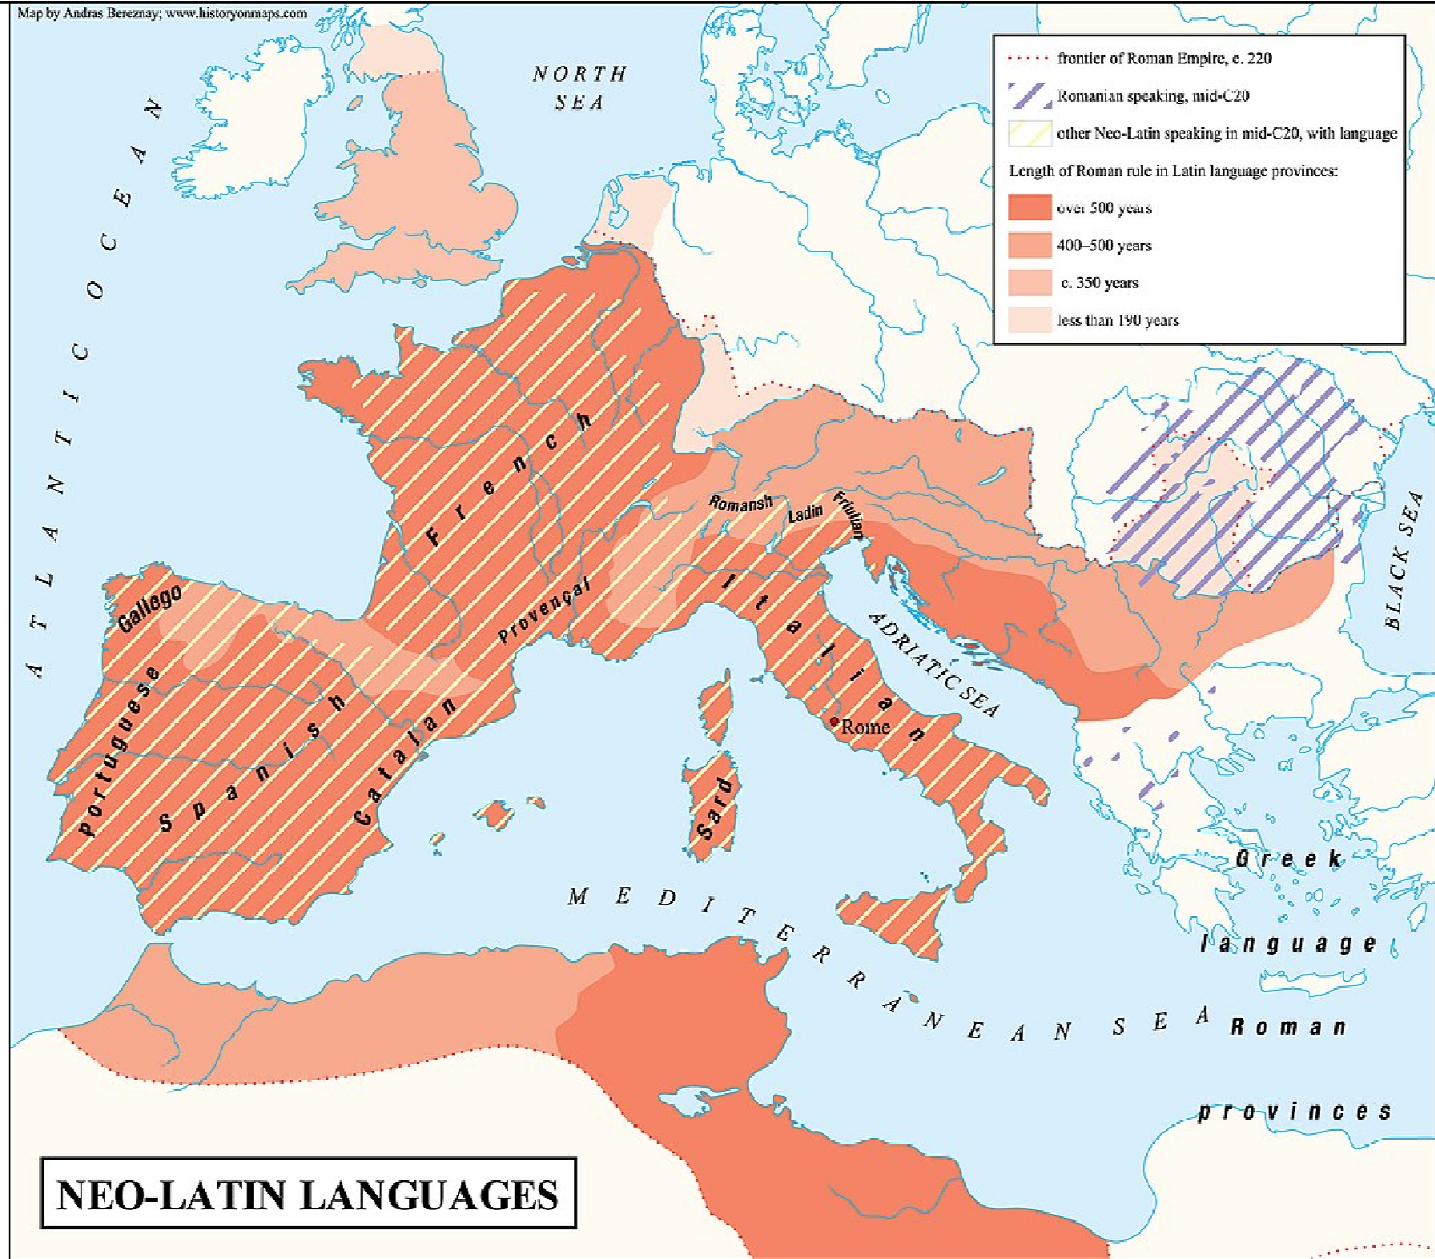 Map by Andras Bereznay; www.historyonmaps.com
NORTH
SEA
frontier of Roman Empire, c. 220
Romanian speaking, mid-C20
other Neo-Latin speaking in mid-C20, with language
Length of Roman rule in Latin language provinces:
over 500 years
400–500 years
c. 350 years
less than 190 years
ATLANTIC OCEAN
French
Romansh
Ladin
Friulian
BLACK SEA
Gallego
Provençal
Italian
ADRIATIC SEA
Portuguese
Spanish
Catalan
Rome
Sard
MEDITERRANEAN SEA
Greek
language
Roman
provinces
NEO-LATIN LANGUAGES